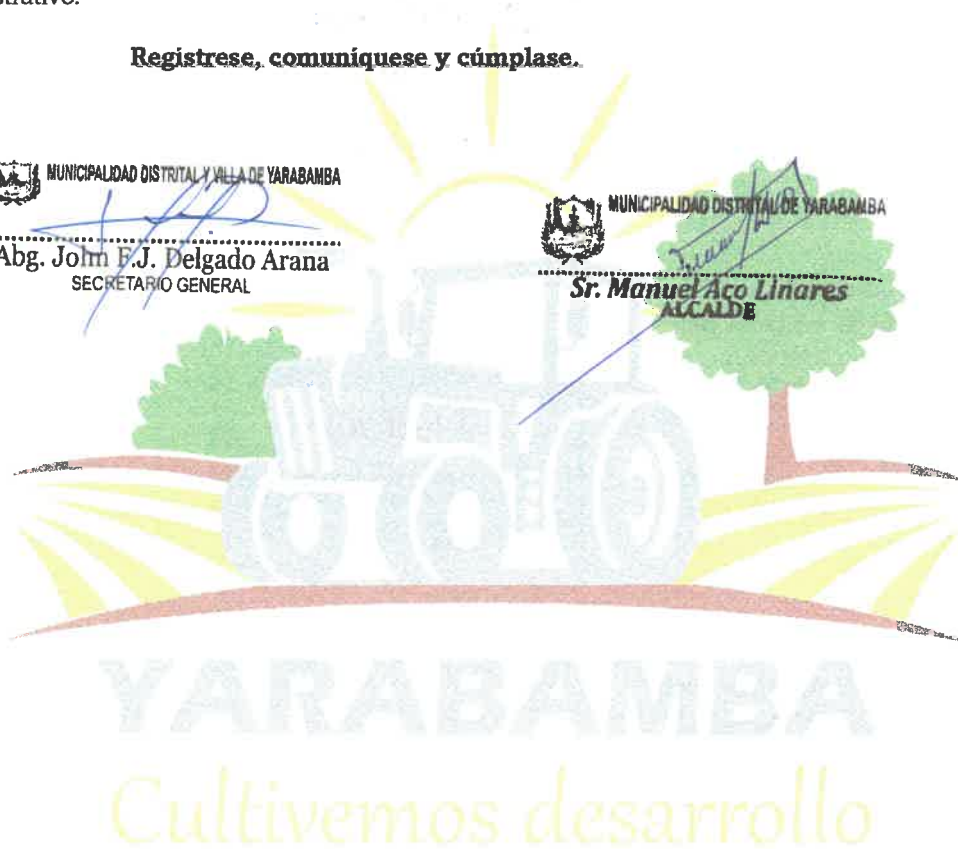 Regístrese, comuníquese y cúmplase.
MUNICIPALIDAD DISTRITAL Y VILLA DE YARABAMBA
Abg. John F.J. Delgado Arana
SECRETARIO GENERAL
MUNICIPALIDAD DISTRITAL DE YARABAMBA
Sr. Manuel Aco Linares
ALCALDE
YARABAMBA
Cultivemos desarrollo